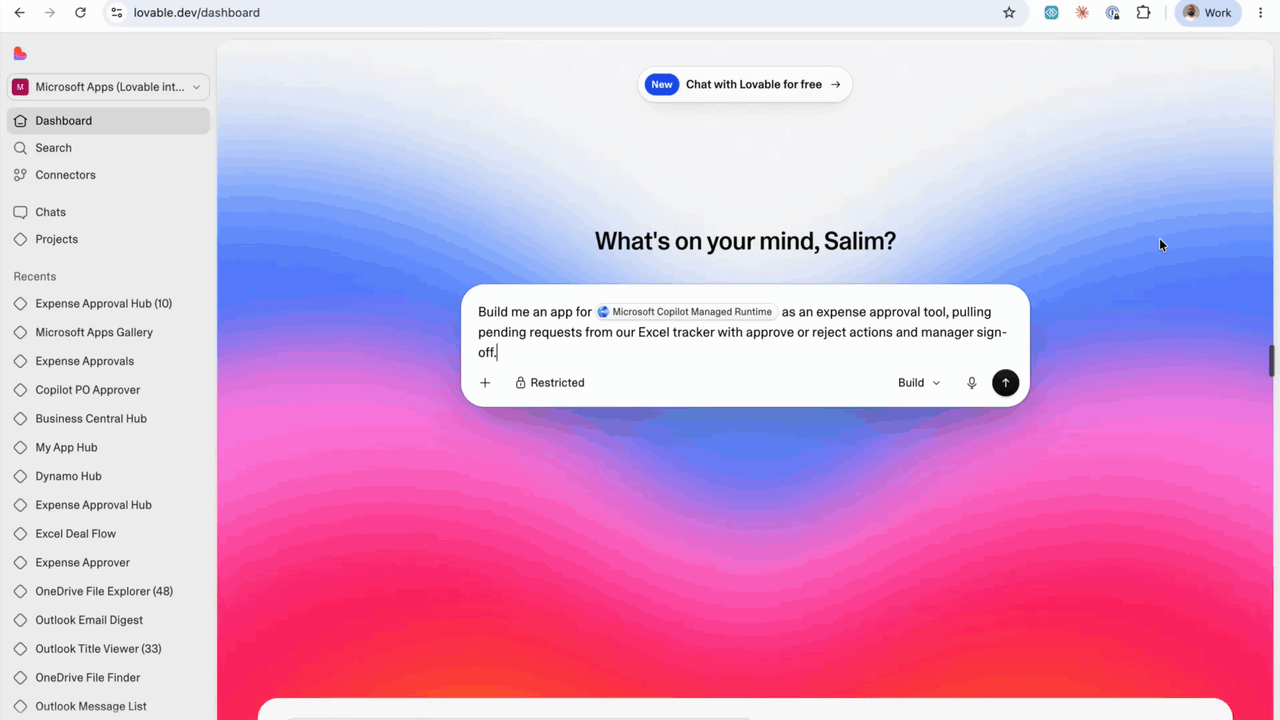 lovable.dev/dashboard
Work
M Microsoft Apps (Lovable int...
Dashboard
Search
Connectors
Chats
Projects
Recents
Expense Approval Hub (10)
Microsoft Apps Gallery
Expense Approvals
Copilot PO Approver
Business Central Hub
My App Hub
Dynamo Hub
Expense Approval Hub
Excel Deal Flow
Expense Approver
OneDrive File Explorer (48)
Outlook Email Digest
Outlook Title Viewer (33)
OneDrive File Finder
Outlook Message List
New Chat with Lovable for free →
What's on your mind, Salim?
Build me an app for Microsoft Copilot Managed Runtime as an expense approval tool, pulling
pending requests from our Excel tracker with approve or reject actions and manager sign-
off.
Restricted
Build